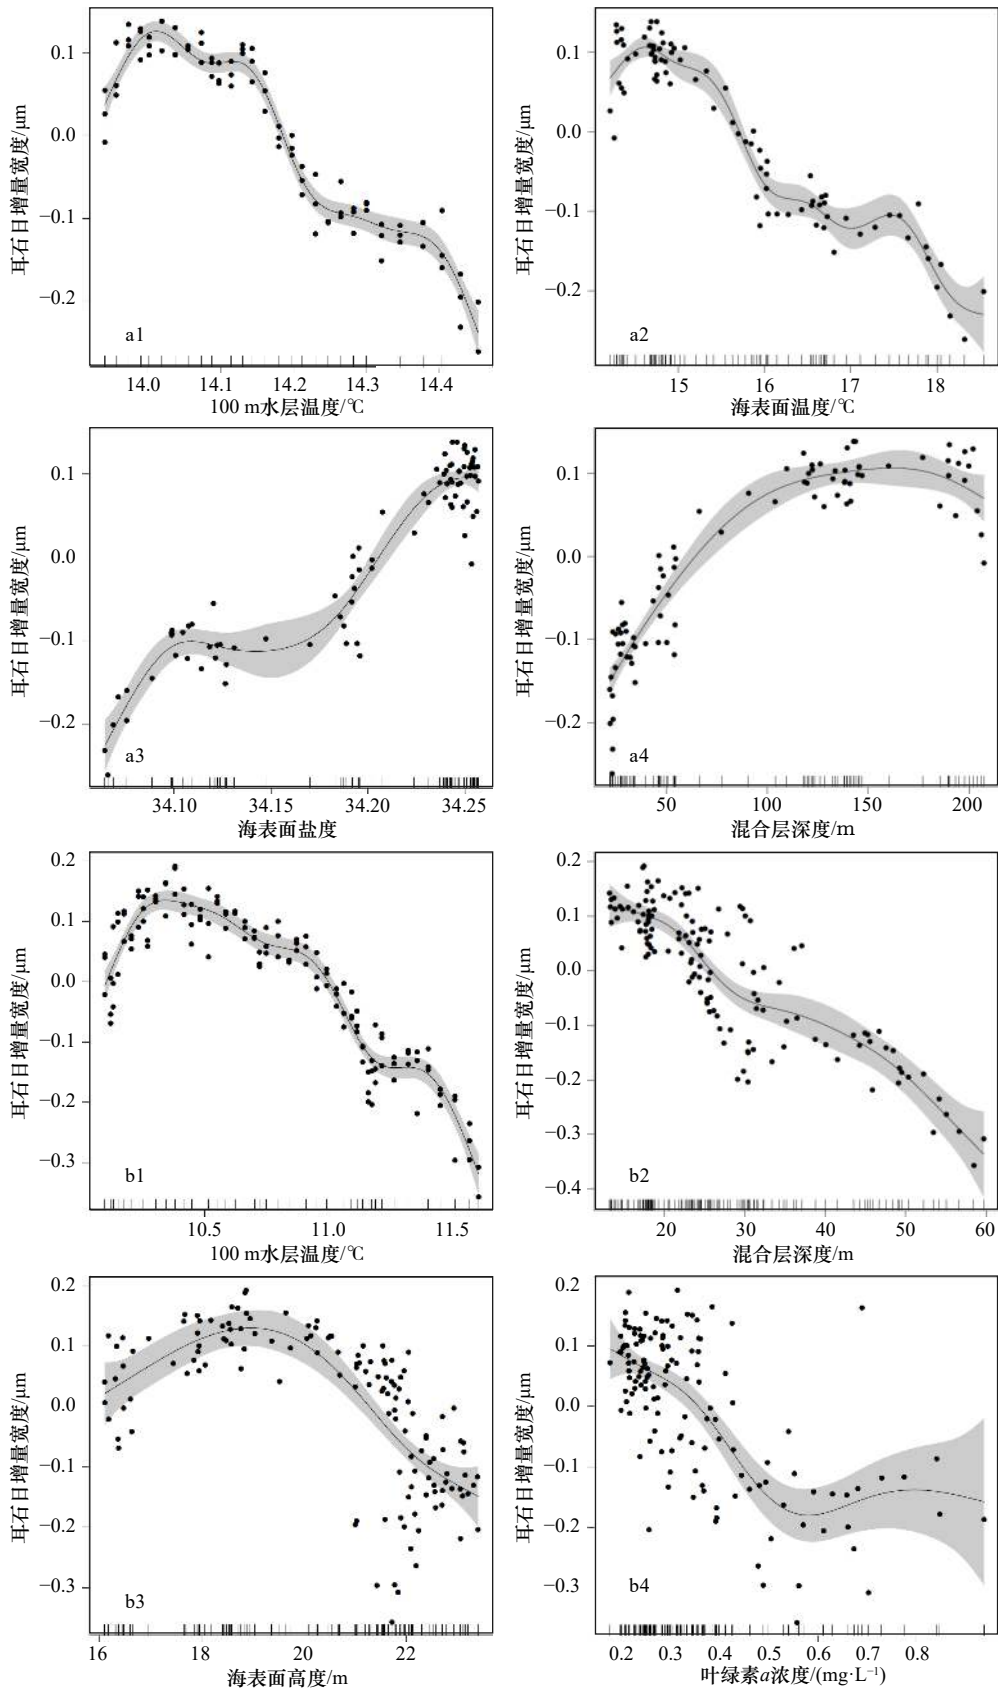 耳石日增量宽度/μm
0.1
0.0
−0.1
−0.2
a1
14.0 14.1 14.2 14.3 14.4
100 m水层温度/℃
耳石日增量宽度/μm
0.1
0.0
−0.1
−0.2
a2
15 16 17 18
海表面温度/℃
耳石日增量宽度/μm
0.1
0.0
−0.1
−0.2
a3
34.10 34.15 34.20 34.25
海表面盐度
耳石日增量宽度/μm
0.1
0.0
−0.1
−0.2
a4
50 100 150 200
混合层深度/m
耳石日增量宽度/μm
0.2
0.1
0.0
−0.1
−0.2
−0.3
b1
10.5 11.0 11.5
100 m水层温度/℃
耳石日增量宽度/μm
0.2
0.1
0.0
−0.1
−0.2
−0.3
−0.4
b2
20 30 40 50 60
混合层深度/m
耳石日增量宽度/μm
0.2
0.1
0.0
−0.1
−0.2
−0.3
b3
16 18 20 22
海表面高度/m
耳石日增量宽度/μm
0.2
0.1
0.0
−0.1
−0.2
−0.3
b4
0.2 0.3 0.4 0.5 0.6 0.7 0.8
叶绿素a浓度/(mg·L⁻¹)